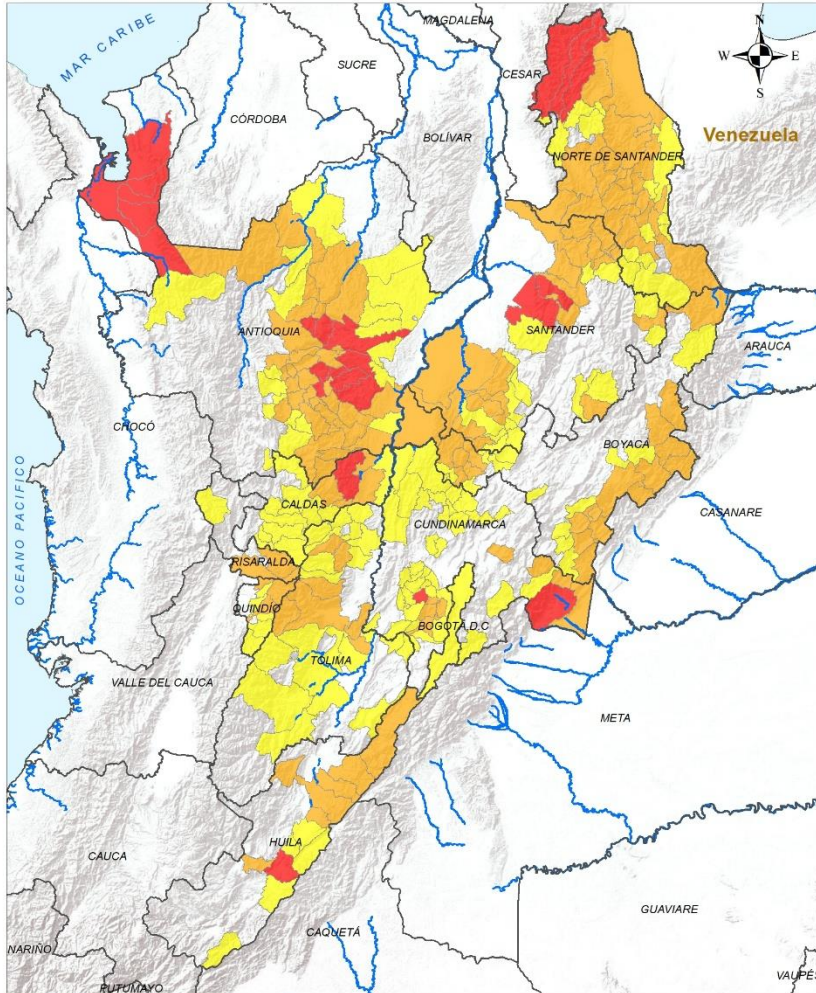 MAGDALENA
MAR CARIBE
N
W E
S
SUCRE
CESAR
CÓRDOBA
BOLÍVAR
Venezuela
NORTE DE SANTANDER
ANTIOQUIA
SANTANDER
ARAUCA
CHOCÓ
BOYACÁ
OCEANO PACIFICO
CALDAS
CUNDINAMARCA
CASANARE
RISARALDA
QUINDÍO
BOGOTÁ D.C
TOLIMA
VALLE DEL CAUCA
META
HUILA
CAUCA
GUAVIARE
CAQUETÁ
NARIÑO
PUTUMAYO
VAUPÉS